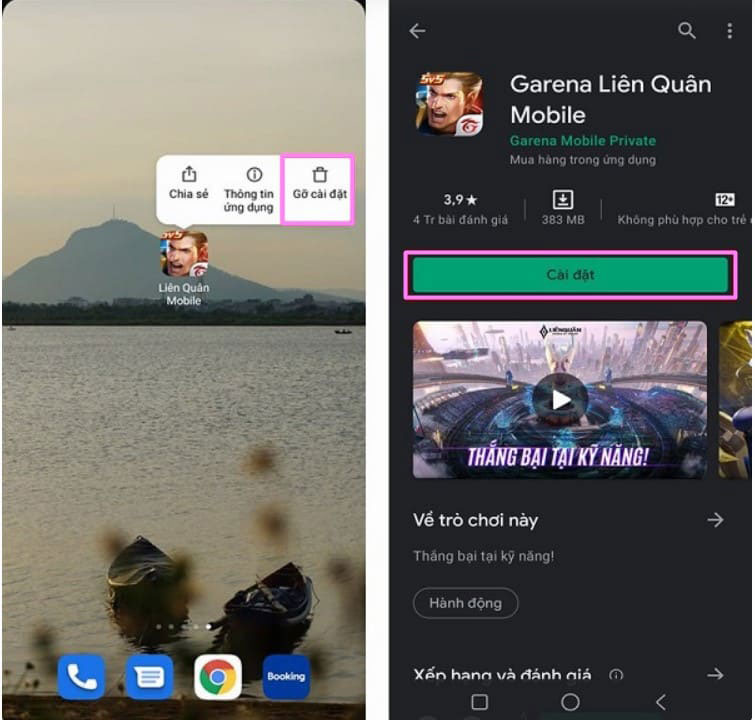 Chia sẻ
Thông tin
ứng dụng
Gỡ cài đặt
5v5
Liên Quân
Mobile
Booking
5v5
Garena Liên Quân
Mobile
Garena Mobile Private
Mua hàng trong ứng dụng
3,9★
4 Tr bài đánh giá
383 MB
12+
Không phù hợp cho trẻ
Cài đặt
LIÊNQUÂN
THẮNG BẠI TẠI KỸ NĂNG!
Về trò chơi này
Thắng bại tại kỹ năng!
Hành động
Xếp hạng và đánh giá